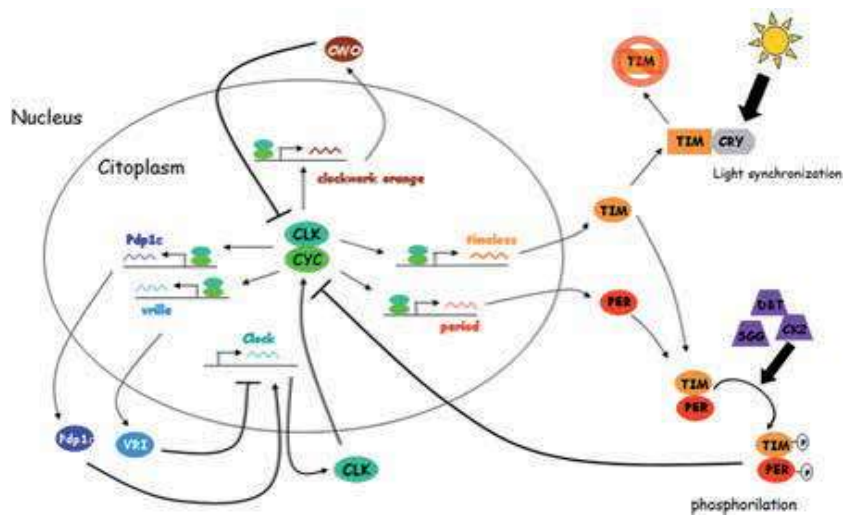 CWO
TIM
Nucleus
TIM CRY
Citoplasm
clockwork orange
Light synchronization
TIM
Pdp1ε
CLK
timeless
CYC
vrille
PER
period
DBT
SGG
CK2
Clock
TIM
PER
Pdp1ε
VRI
CLK
TIM P
PER P
phosphorilation